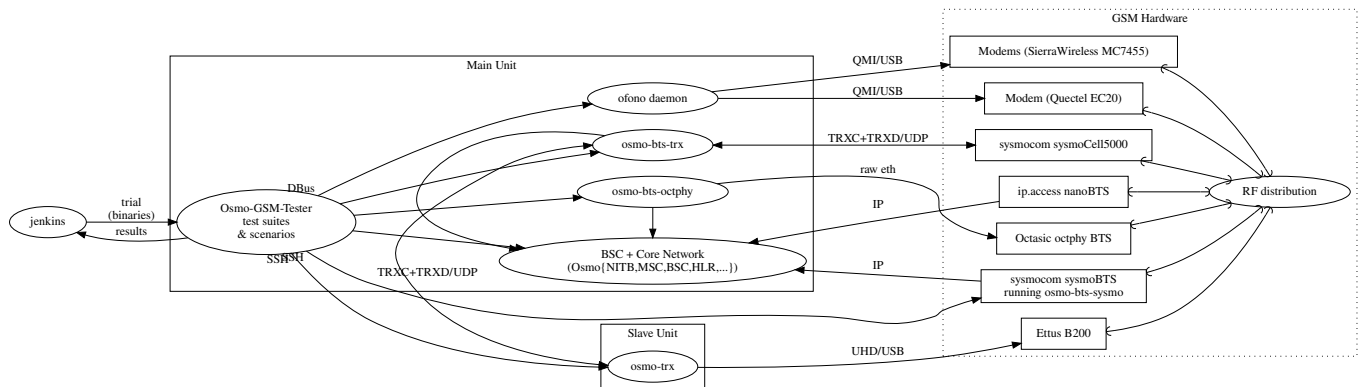 GSM Hardware
Main Unit
Modems (SierraWireless MC7455)
QMI/USB
ofono daemon
QMI/USB
Modem (Quectel EC20)
osmo-bts-trx
TRXC+TRXD/UDP
sysmocom sysmoCell5000
raw eth
DBus
osmo-bts-octphy
ip.access nanoBTS
RF distribution
IP
jenkins
trial
(binaries)
results
Osmo-GSM-Tester
test suites
& scenarios
Octasic octphy BTS
BSC + Core Network
(Osmo{NITB,MSC,BSC,HLR,...})
SSH
SSH
TRXC+TRXD/UDP
IP
sysmocom sysmoBTS
running osmo-bts-sysmo
Slave Unit
Ettus B200
UHD/USB
osmo-trx